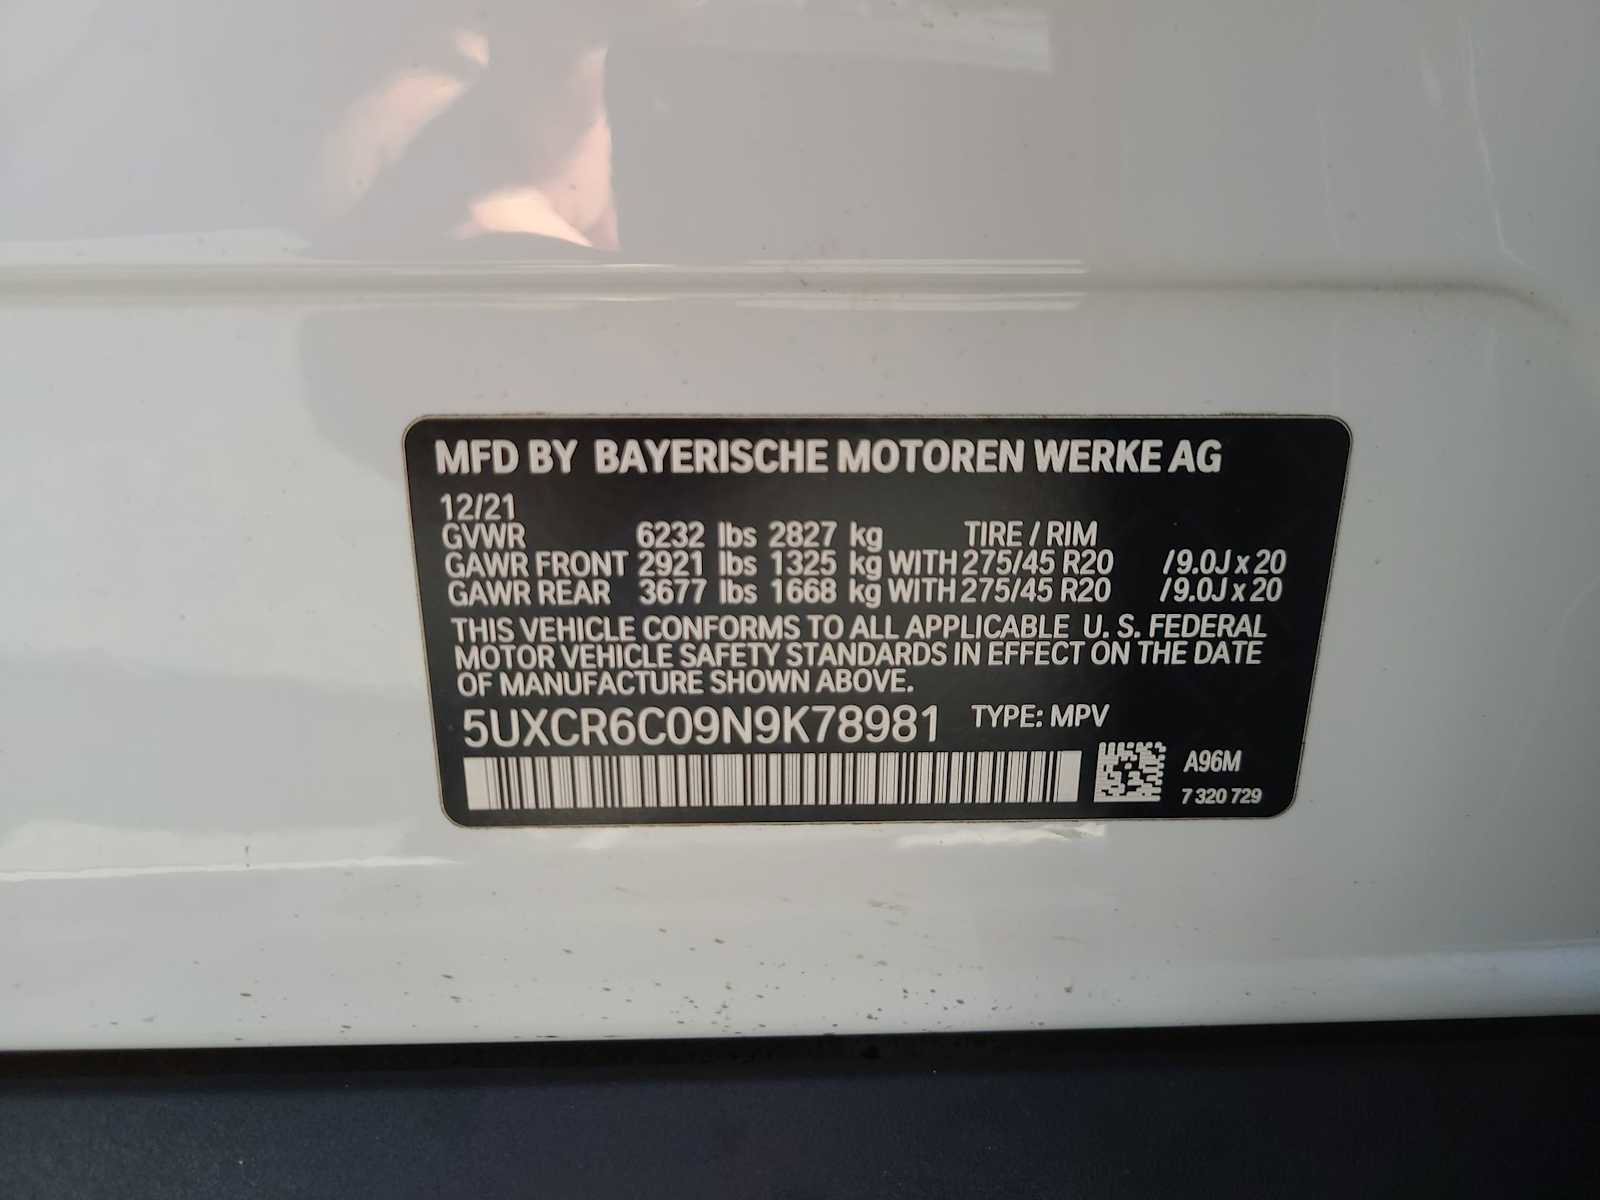 MFD BY BAYERISCHE MOTOREN WERKE AG
12/21
GVWR 6232 lbs 2827 kg TIRE / RIM
GAWR FRONT 2921 lbs 1325 kg WITH 275/45 R20 /9.0J x 20
GAWR REAR 3677 lbs 1668 kg WITH 275/45 R20 /9.0J x 20
THIS VEHICLE CONFORMS TO ALL APPLICABLE U. S. FEDERAL
MOTOR VEHICLE SAFETY STANDARDS IN EFFECT ON THE DATE
OF MANUFACTURE SHOWN ABOVE.
5UXCR6C09N9K78981 TYPE: MPV
A96M
7 320 729